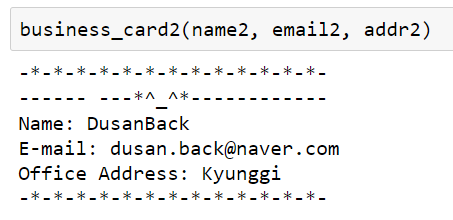 business_card2(name2, email2, addr2)
-*-*-*-*-*-*-*-*-*-*-*-*-*-
------ ---*^_^*------------
Name: DusanBack
E-mail: dusan.back@naver.com
Office Address: Kyunggi
-*-*-*-*-*-*-*-*-*-*-*-*-*-